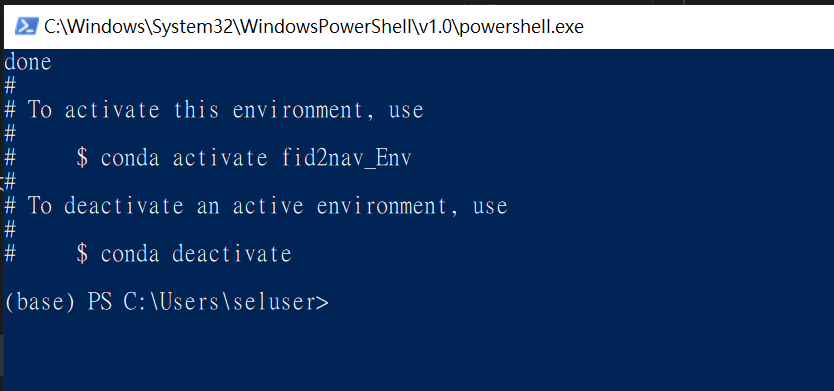 C:\Windows\System32\WindowsPowerShell\v1.0\powershell.exe
done
#
# To activate this environment, use
#
#     $ conda activate fid2nav_Env
#
# To deactivate an active environment, use
#
#     $ conda deactivate
(base) PS C:\Users\seluser>